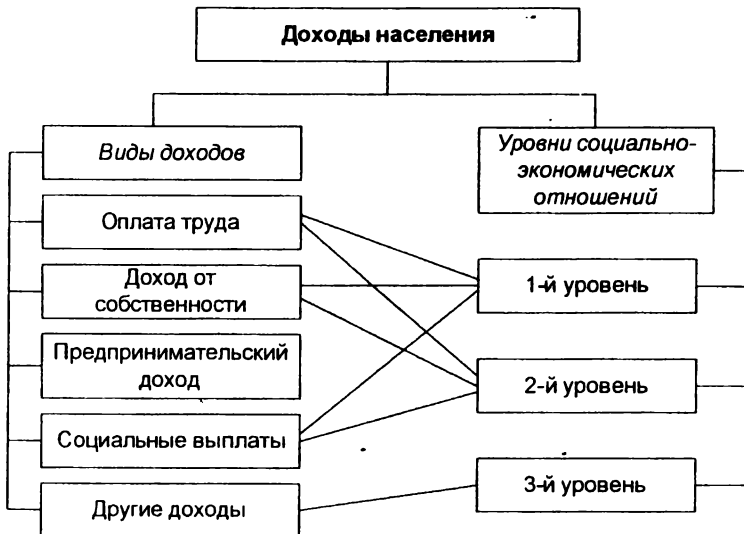 Доходы населения
Виды доходов
Уровни социально-
экономических
отношений
Оплата труда
Доход от
собственности
Предпринимательский
доход
Социальные выплаты
Другие доходы
1-й уровень
2-й уровень
3-й уровень